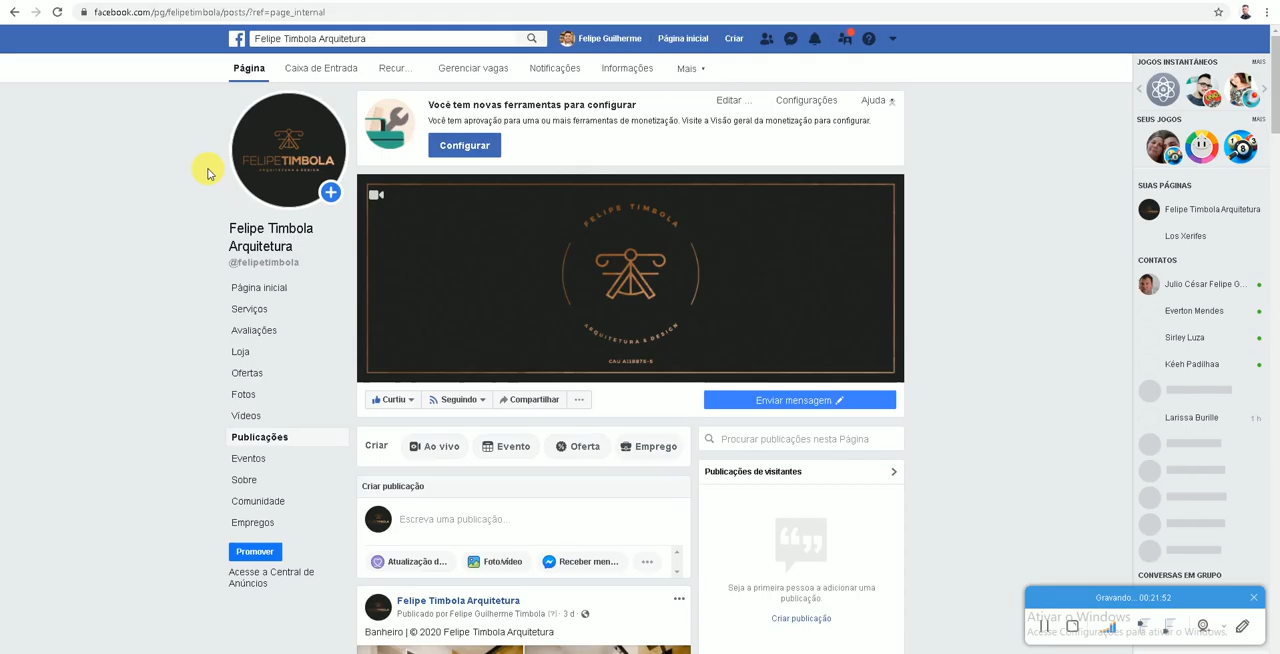 facebook.com/pg/felipetimbola/posts/?ref=page_internal
Felipe Timbola Arquitetura
Felipe Guilherme
Página inicial
Criar
Página
Caixa de Entrada
Recur...
Gerenciar vagas
Notificações
Informações
Mais
FELIPETIMBOLA
ARQUITETURA & DESIGN
Felipe Timbola
Arquitetura
@felipetimbola
Página inicial
Serviços
Avaliações
Loja
Ofertas
Fotos
Vídeos
Publicações
Eventos
Sobre
Comunidade
Empregos
Promover
Acesse a Central de
Anúncios
Você tem novas ferramentas para configurar
Editar ...
Configurações
Ajuda
Você tem aprovação para uma ou mais ferramentas de monetização. Visite a Visão geral da monetização para configurar.
Configurar
FELIPE TIMBOLA
ARQUITETURA & DESIGN
CAU A118875-5
Curtiu
Seguindo
Compartilhar
...
Enviar mensagem
Criar
Ao vivo
Evento
Oferta
Emprego
Criar publicação
Escreva uma publicação...
Atualização d...
Foto/vídeo
Receber men...
...
Felipe Timbola Arquitetura
Publicado por Felipe Guilherme Timbola [?] · 3 d ·
Banheiro | © 2020 Felipe Timbola Arquitetura
Procurar publicações nesta Página
Publicações de visitantes
Seja a primeira pessoa a adicionar uma
publicação.
Criar publicação
JOGOS INSTANTÂNEOS
MAIS
SEUS JOGOS
MAIS
SUAS PÁGINAS
Felipe Timbola Arquitetura
Los Xerifes
CONTATOS
Julio César Felipe G...
Everton Mendes
Sirley Luza
Kéeh Padilhaa
Larissa Burille
1 h
CONVERSAS EM GRUPO
Gravando... 00:21:52
Ativar o Windows
Acesse Configurações para ativar o Windows.